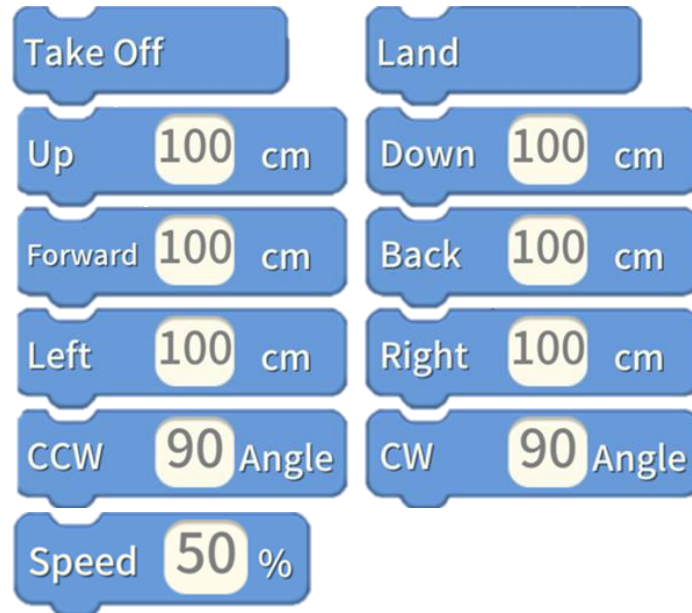 Take Off Land
Up 100 cm Down 100 cm
Forward 100 cm Back 100 cm
Left 100 cm Right 100 cm
CCW 90 Angle CW 90 Angle
Speed 50 %